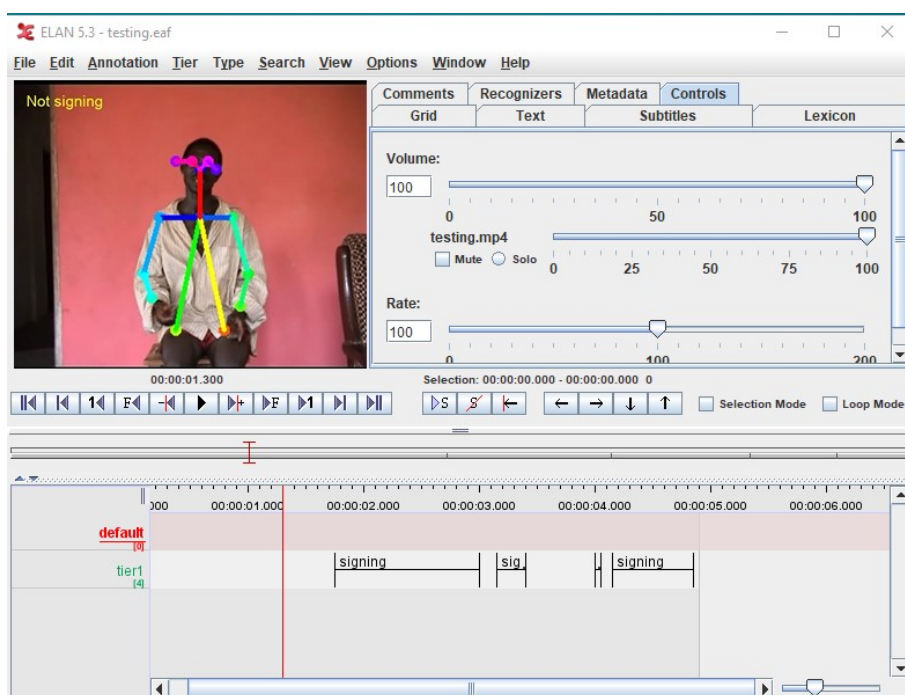 ELAN 5.3 - testing.eaf
File Edit Annotation Tier Type Search View Options Window Help
Not signing
Comments Recognizers Metadata Controls
Grid Text Subtitles Lexicon
Volume:
100
0 50 100
testing.mp4
Mute Solo
0 25 50 75 100
Rate:
100
0 100 200
00:00:01.300
Selection: 00:00:00.000 - 00:00:00.000 0
1 F + F 1 S S Selection Mode Loop Mode
000 00:00:01.000 00:00:02.000 00:00:03.000 00:00:04.000 00:00:05.000 00:00:06.000
default
[0]
tier1
[4]
signing sig. . signing